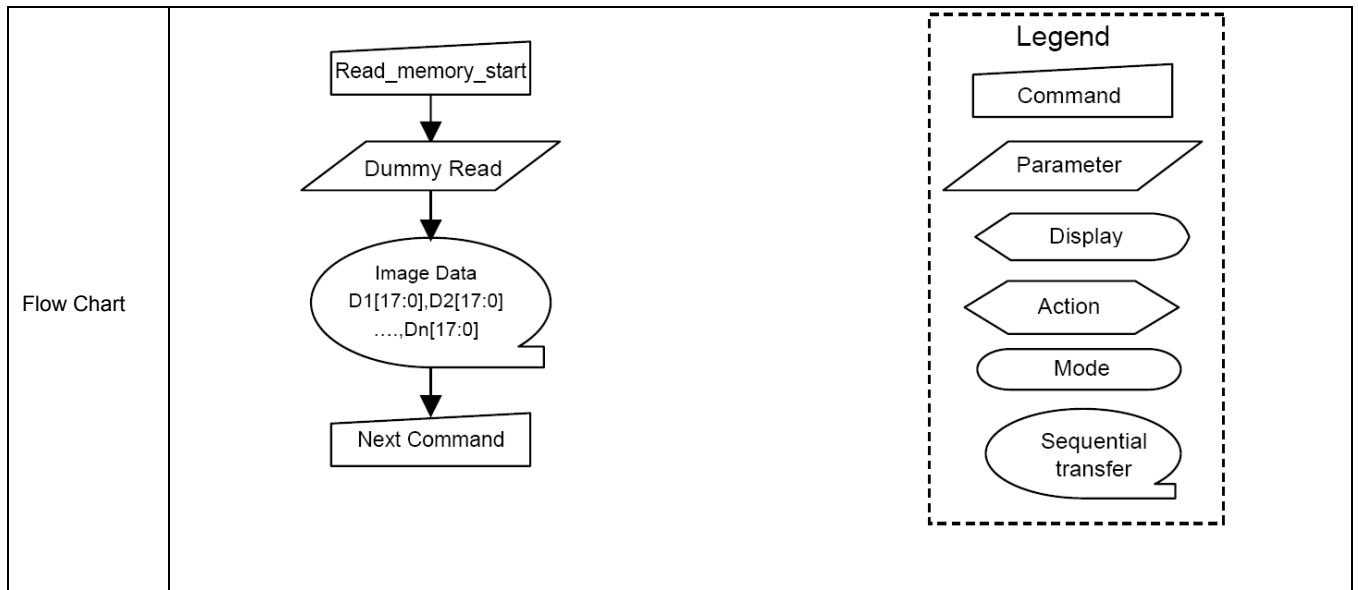 Flow Chart
Read_memory_start
Dummy Read
Image Data
D1[17:0],D2[17:0]
....,Dn[17:0]
Next Command
Legend
Command
Parameter
Display
Action
Mode
Sequential
transfer